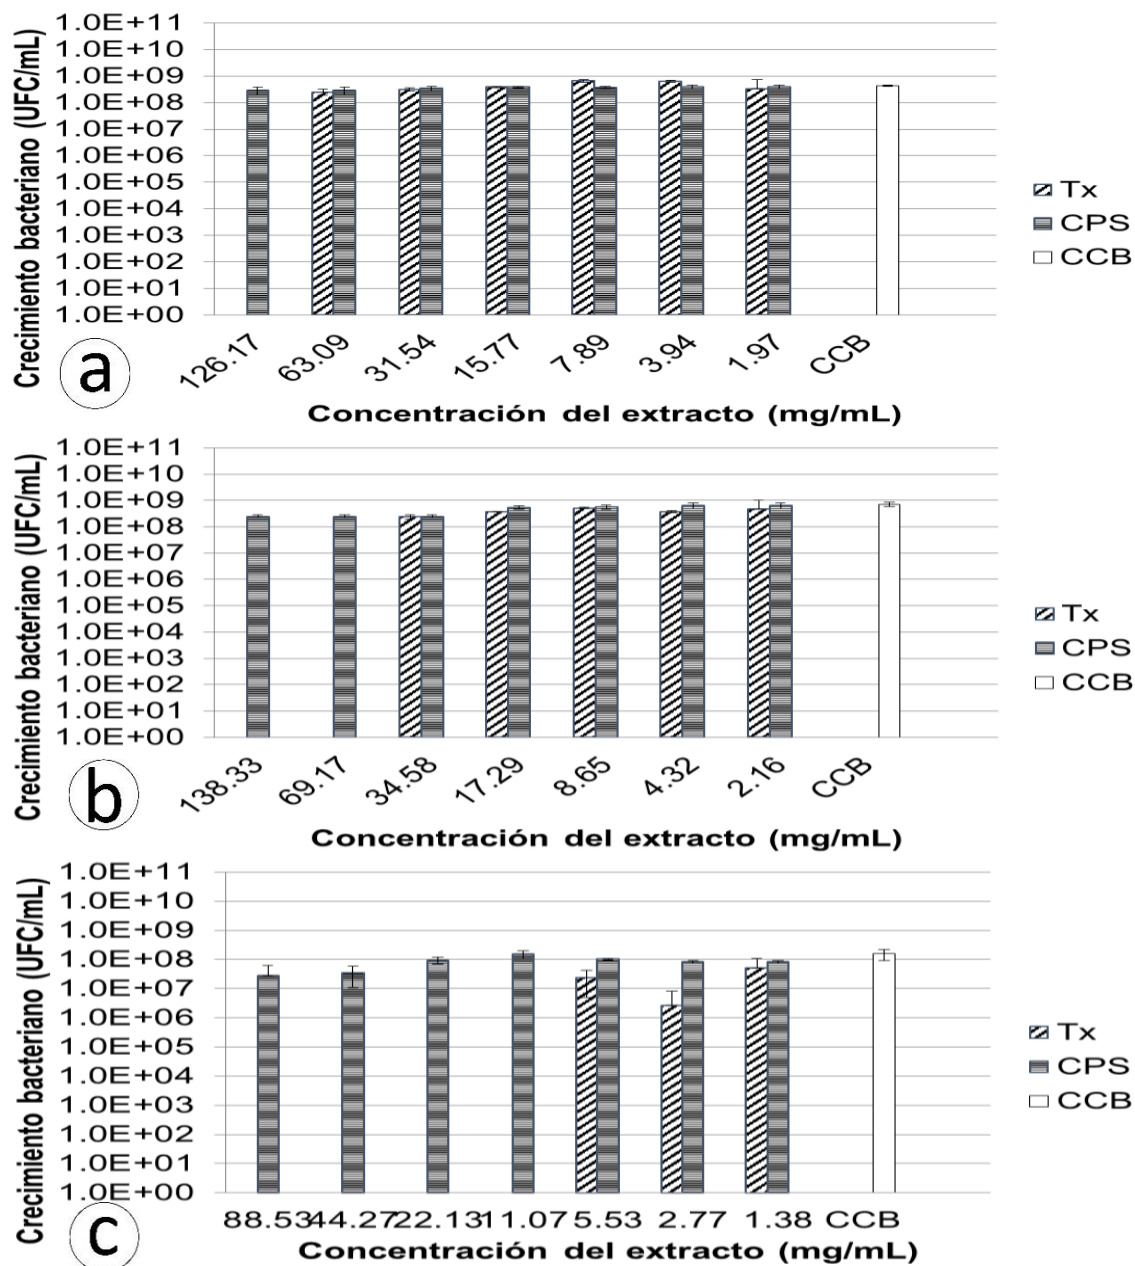 Crecimiento bacteriano (UFC/mL)
1.0E+11
1.0E+10
1.0E+09
1.0E+08
1.0E+07
1.0E+06
1.0E+05
1.0E+04
1.0E+03
1.0E+02
1.0E+01
1.0E+00
Tx
CPS
CCB
126.17 63.09 31.54 15.77 7.89 3.94 1.97 CCB
a
Concentración del extracto (mg/mL)
Crecimiento bacteriano (UFC/mL)
1.0E+11
1.0E+10
1.0E+09
1.0E+08
1.0E+07
1.0E+06
1.0E+05
1.0E+04
1.0E+03
1.0E+02
1.0E+01
1.0E+00
Tx
CPS
CCB
138.33 69.17 34.58 17.29 8.65 4.32 2.16 CCB
b
Concentración del extracto (mg/mL)
Crecimiento bacteriano (UFC/mL)
1.0E+11
1.0E+10
1.0E+09
1.0E+08
1.0E+07
1.0E+06
1.0E+05
1.0E+04
1.0E+03
1.0E+02
1.0E+01
1.0E+00
Tx
CPS
CCB
88.53 44.27 22.13 11.07 5.53 2.77 1.38 CCB
c
Concentración del extracto (mg/mL)